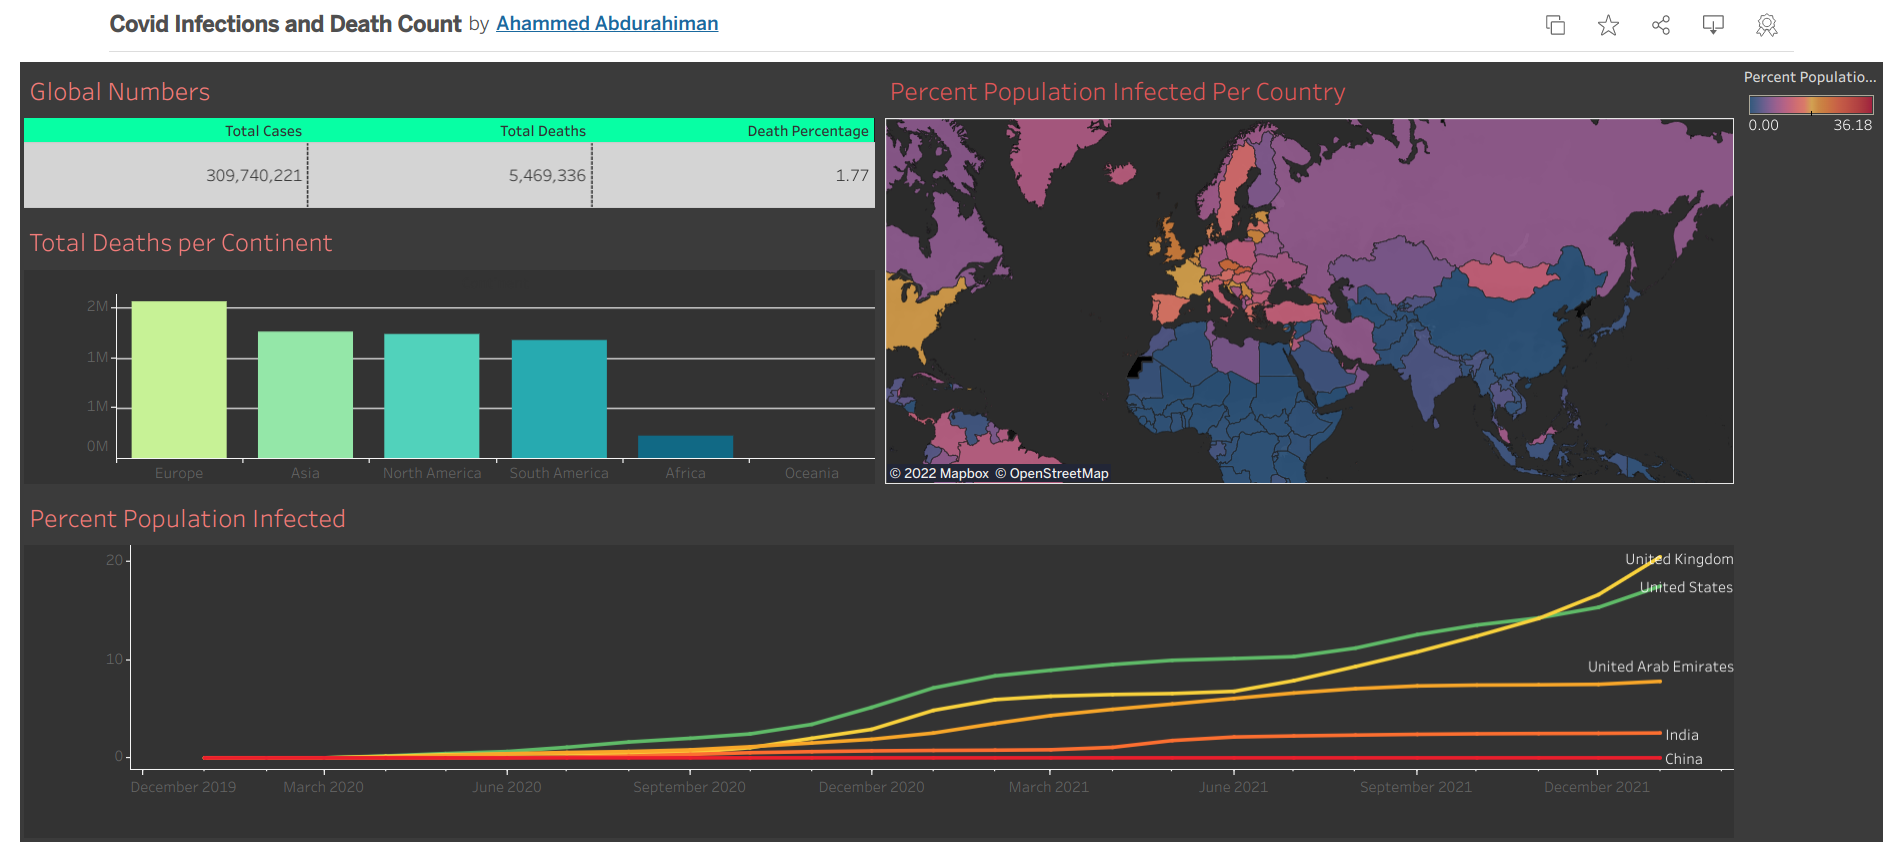 Covid Infections and Death Count by Ahammed Abdurahiman
Global Numbers
Total Cases Total Deaths Death Percentage
309,740,221 5,469,336 1.77
Total Deaths per Continent
2M
1M
1M
0M
Europe Asia North America South America Africa Oceania
Percent Population Infected Per Country
© 2022 Mapbox © OpenStreetMap
Percent Populatio...
0.00 36.18
Percent Population Infected
20
10
0
United Kingdom
United States
United Arab Emirates
India
China
December 2019 March 2020 June 2020 September 2020 December 2020 March 2021 June 2021 September 2021 December 2021